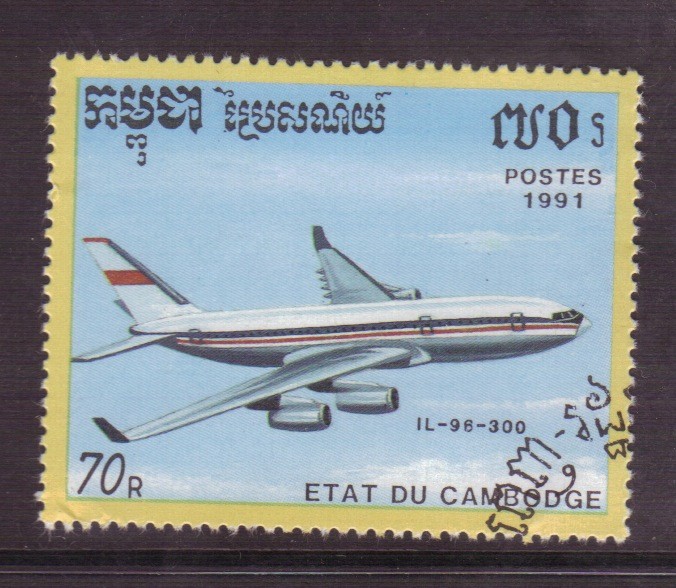 កម្ពុជា ប្រៃសណីយ៍ ៧០៛
POSTES
1991
IL-96-300
70R
ETAT DU CAMBODGE